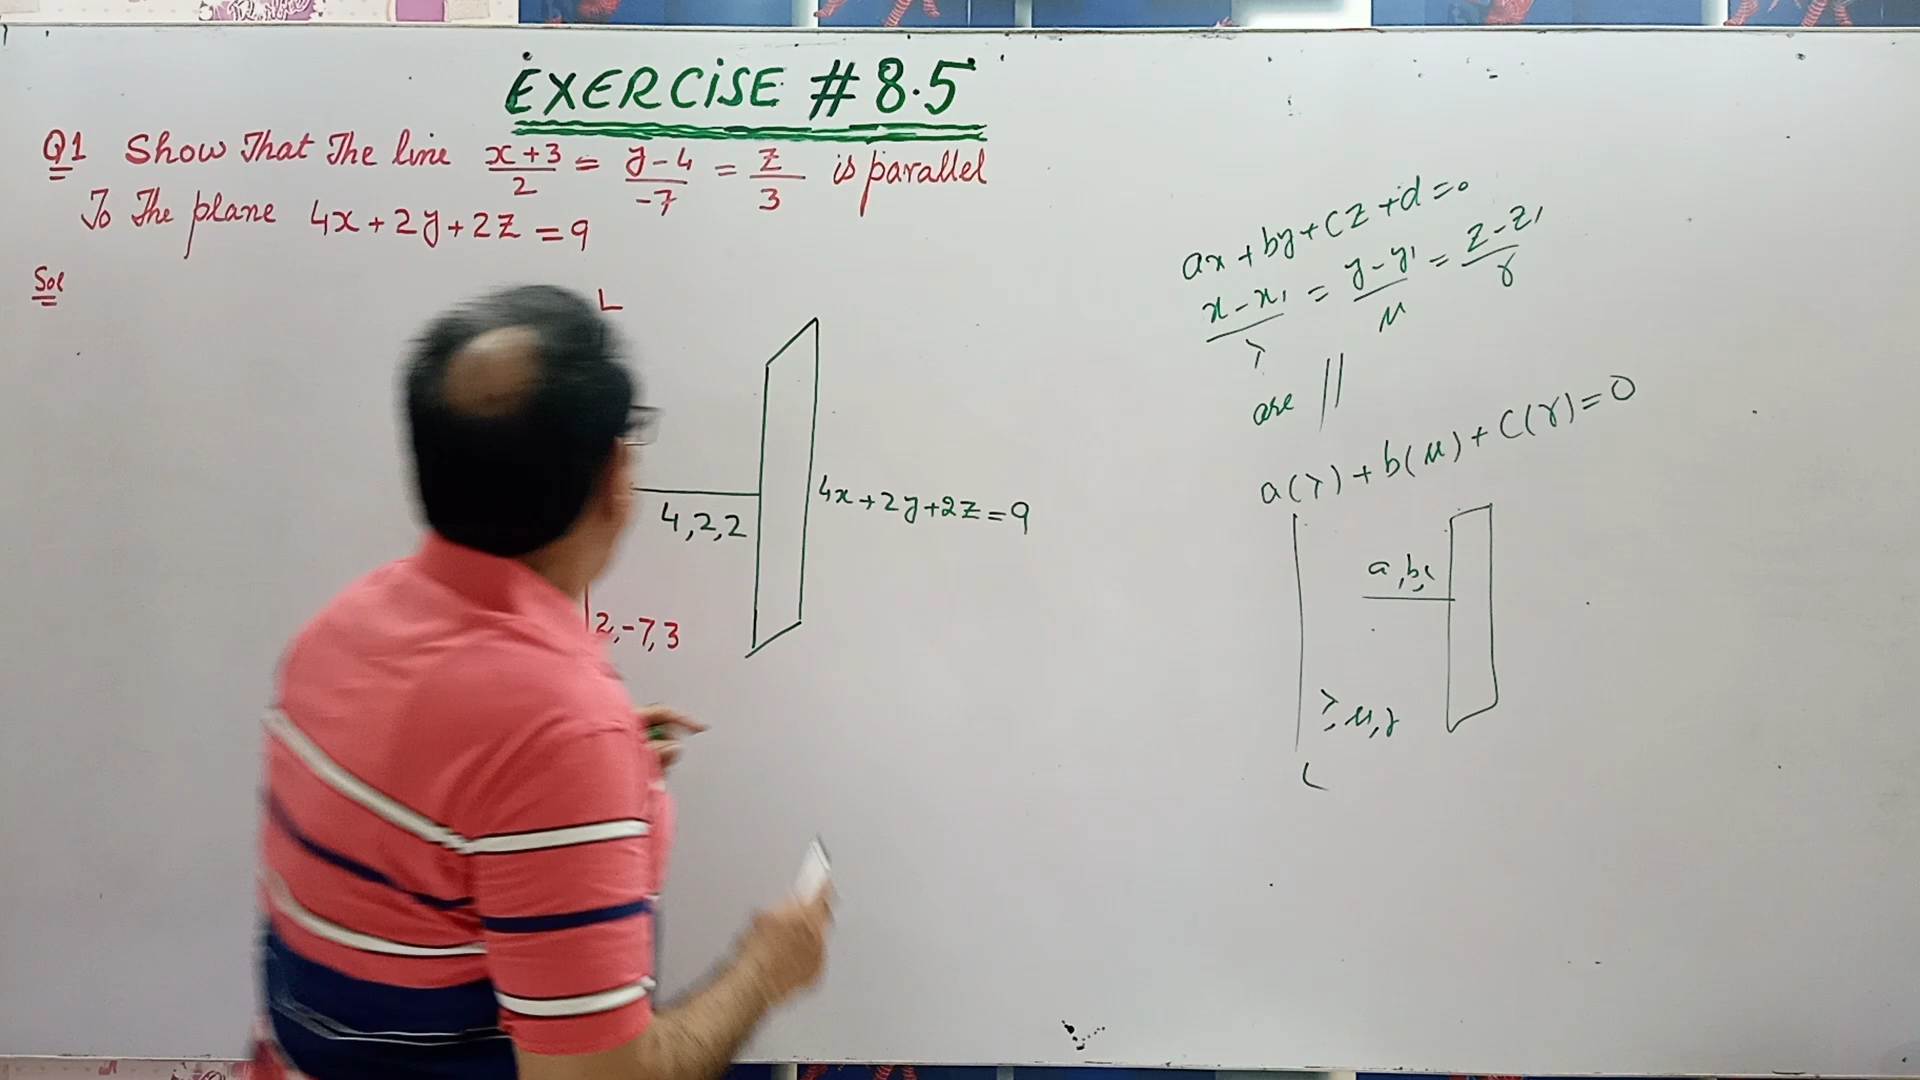 EXERCISE # 8.5
Q1 Show That The line x+3/2 = y-4/-7 = z/3 is parallel
To The plane 4x+2y+2z=9
Sol
L
4,2,2
4x+2y+2z=9
2,-7,3
ax+by+cz+d=0
x-x₁/λ = y-y₁/μ = z-z₁/γ
are ||
a(λ)+b(μ)+c(γ)=0
a,b,c
λ,μ,γ
L